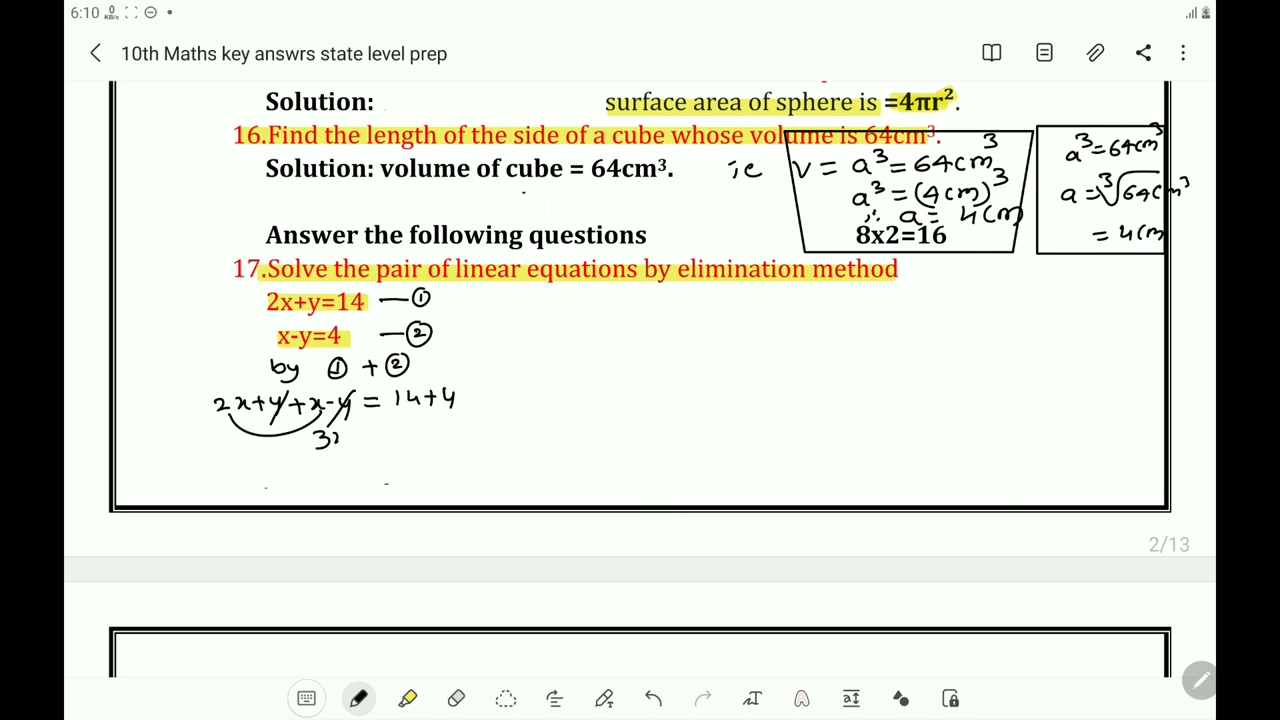 6:10 0 KB/s
10th Maths key answrs state level prep
Solution: surface area of sphere is =4πr².
16.Find the length of the side of a cube whose volume is 64cm³.
Solution: volume of cube = 64cm³. ie V = a³ = 64cm³
a³ = (4cm)³
∴ a = 4cm
a³ = 64cm³
a = ∛64cm³
= 4cm
Answer the following questions 8x2=16
17.Solve the pair of linear equations by elimination method
2x+y=14 —①
x-y=4 —②
by ① + ②
2x+y+x-y = 14+4
3x
2/13